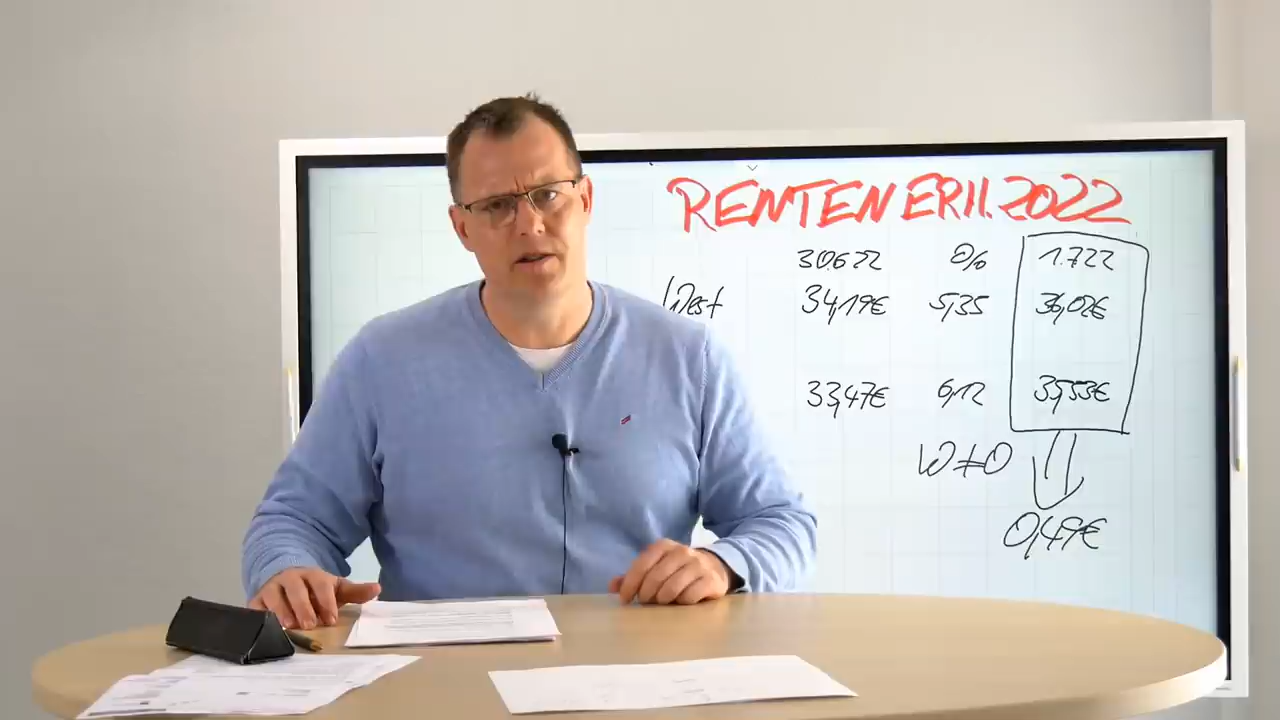 RENTENERH.2022
30.6.22 % 1.7.22
West 34,19€ 5,35 36,02€
33,47€ 6,12 35,53€
W≠O
0,49€